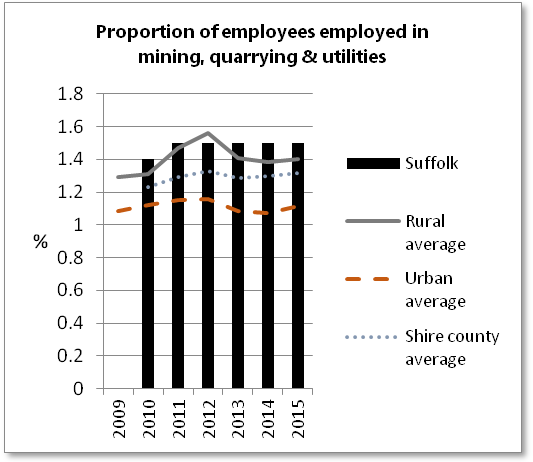 Proportion of employees employed in
mining, quarrying & utilities
1.8
1.6
1.4
1.2
1
0.8
0.6
0.4
0.2
0
%
2009
2010
2011
2012
2013
2014
2015
Suffolk
Rural
average
Urban
average
Shire county
average